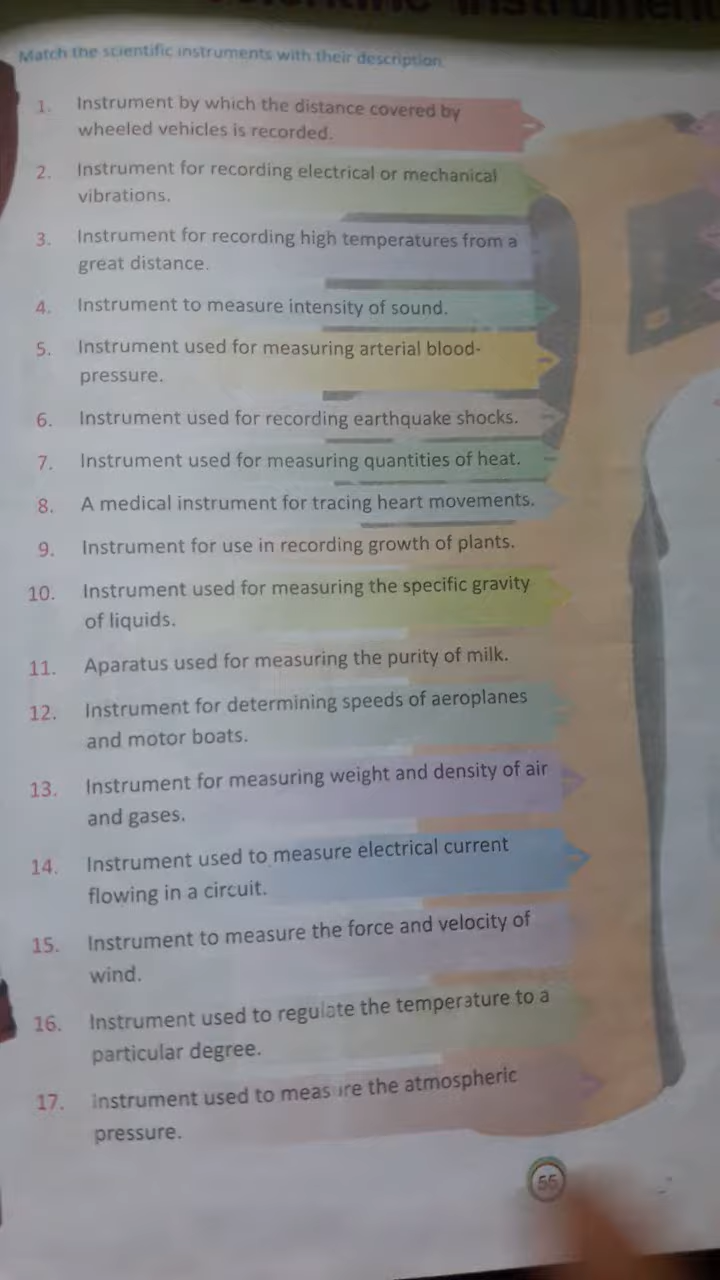 Instrument
Match the scientific instruments with their description.
1. Instrument by which the distance covered by
wheeled vehicles is recorded.
2. Instrument for recording electrical or mechanical
vibrations.
3. Instrument for recording high temperatures from a
great distance.
4. Instrument to measure intensity of sound.
5. Instrument used for measuring arterial blood-
pressure.
6. Instrument used for recording earthquake shocks.
7. Instrument used for measuring quantities of heat.
8. A medical instrument for tracing heart movements.
9. Instrument for use in recording growth of plants.
10. Instrument used for measuring the specific gravity
of liquids.
11. Aparatus used for measuring the purity of milk.
12. Instrument for determining speeds of aeroplanes
and motor boats.
13. Instrument for measuring weight and density of air
and gases.
14. Instrument used to measure electrical current
flowing in a circuit.
15. Instrument to measure the force and velocity of
wind.
16. Instrument used to regulate the temperature to a
particular degree.
17. Instrument used to measure the atmospheric
pressure.
55